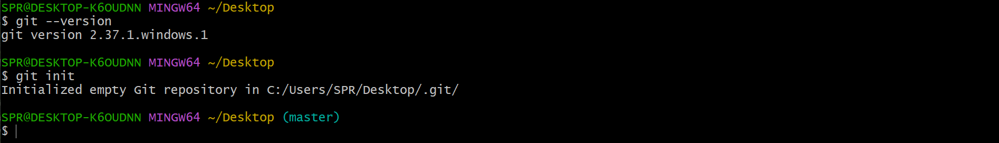 SPR@DESKTOP-K6OUDNN MINGW64 ~/Desktop
$ git --version
git version 2.37.1.windows.1
SPR@DESKTOP-K6OUDNN MINGW64 ~/Desktop
$ git init
Initialized empty Git repository in C:/Users/SPR/Desktop/.git/
SPR@DESKTOP-K6OUDNN MINGW64 ~/Desktop (master)
$